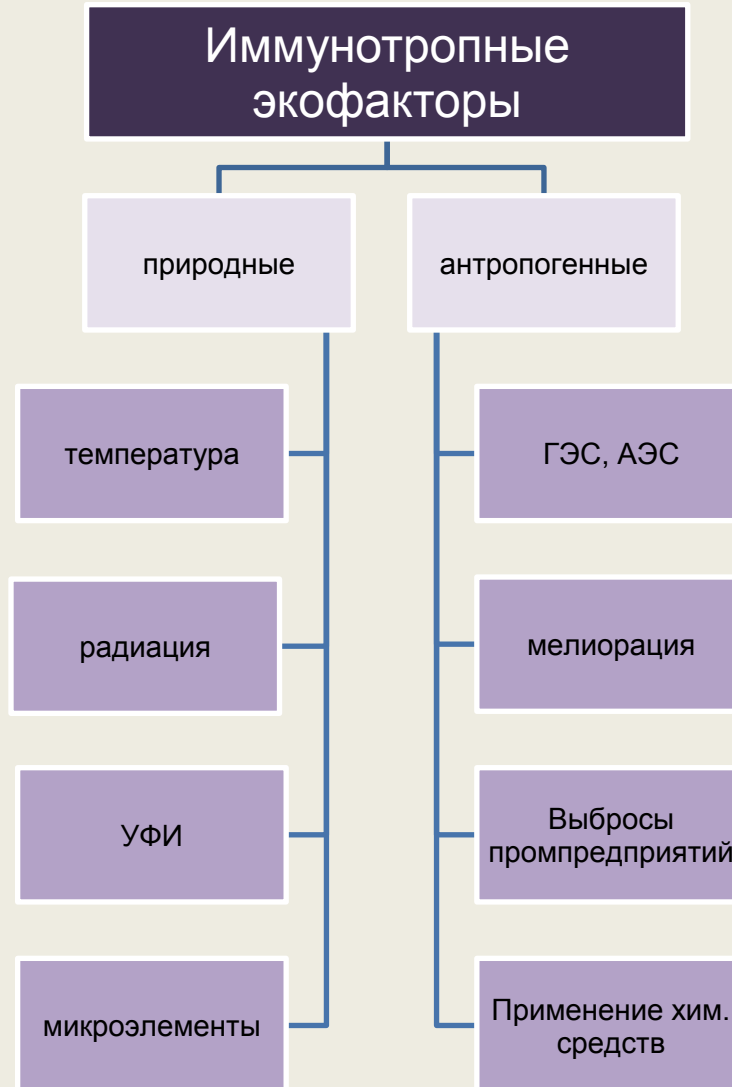 Иммунотропные
экофакторы
природные
антропогенные
температура
ГЭС, АЭС
радиация
мелиорация
УФИ
Выбросы
промпредприятий
микроэлементы
Применение хим.
средств